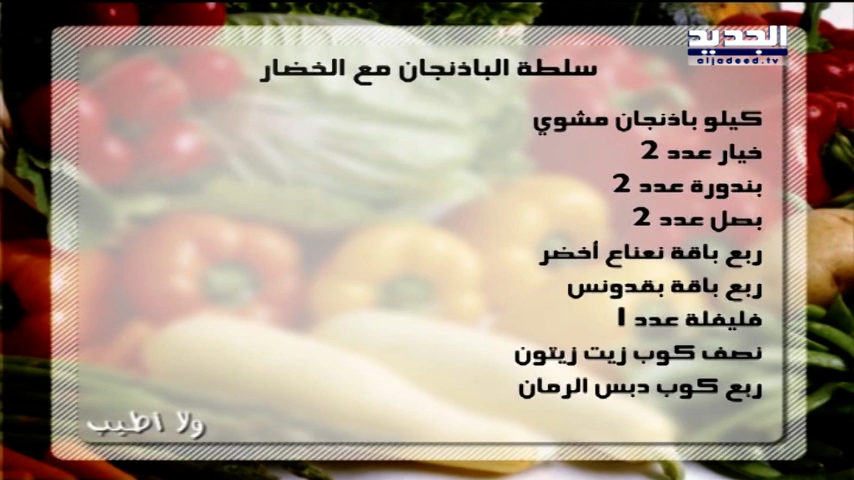 الجديد
aljadeed.tv
سلطة الباذنجان مع الخضار
كيلو باذنجان مشوي
خيار عدد 2
بندورة عدد 2
بصل عدد 2
ربع باقة نعناع أخضر
ربع باقة بقدونس
فليفلة عدد 1
نصف كوب زيت زيتون
ربع كوب دبس الرمان
ولا أطيب